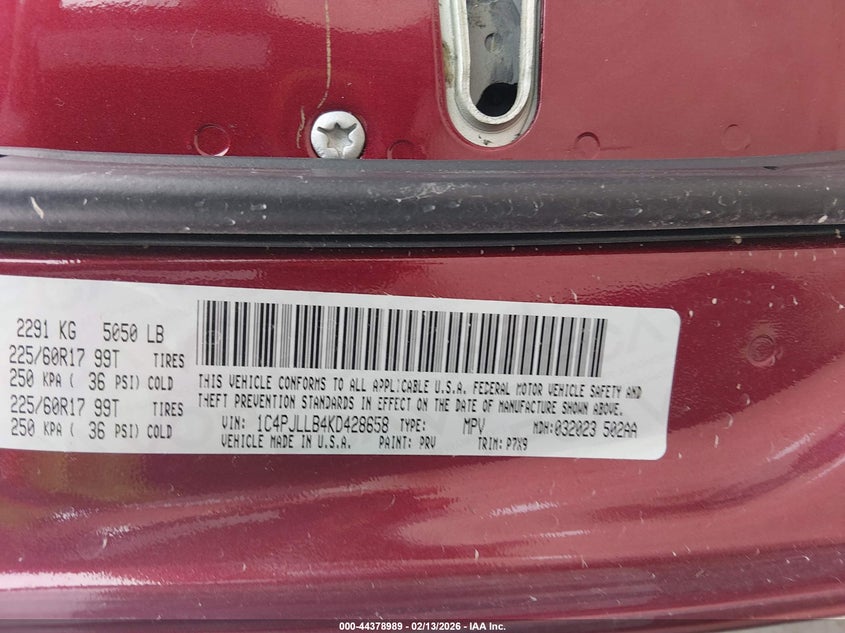 2291 KG 5050 LB
225/60R17 99T TIRES
250 KPA ( 36 PSI) COLD
225/60R17 99T TIRES
250 KPA ( 36 PSI) COLD
THIS VEHICLE CONFORMS TO ALL APPLICABLE U.S.A. FEDERAL MOTOR VEHICLE SAFETY AND
THEFT PREVENTION STANDARDS IN EFFECT ON THE DATE OF MANUFACTURE SHOWN ABOVE.
VIN: 1C4PJLLB4KD428658 TYPE: MPV MDH:032023 502AA
VEHICLE MADE IN U.S.A. PAINT: PRV TRIM: P7X9
000-44378989 — 02/13/2026 — IAA Inc.